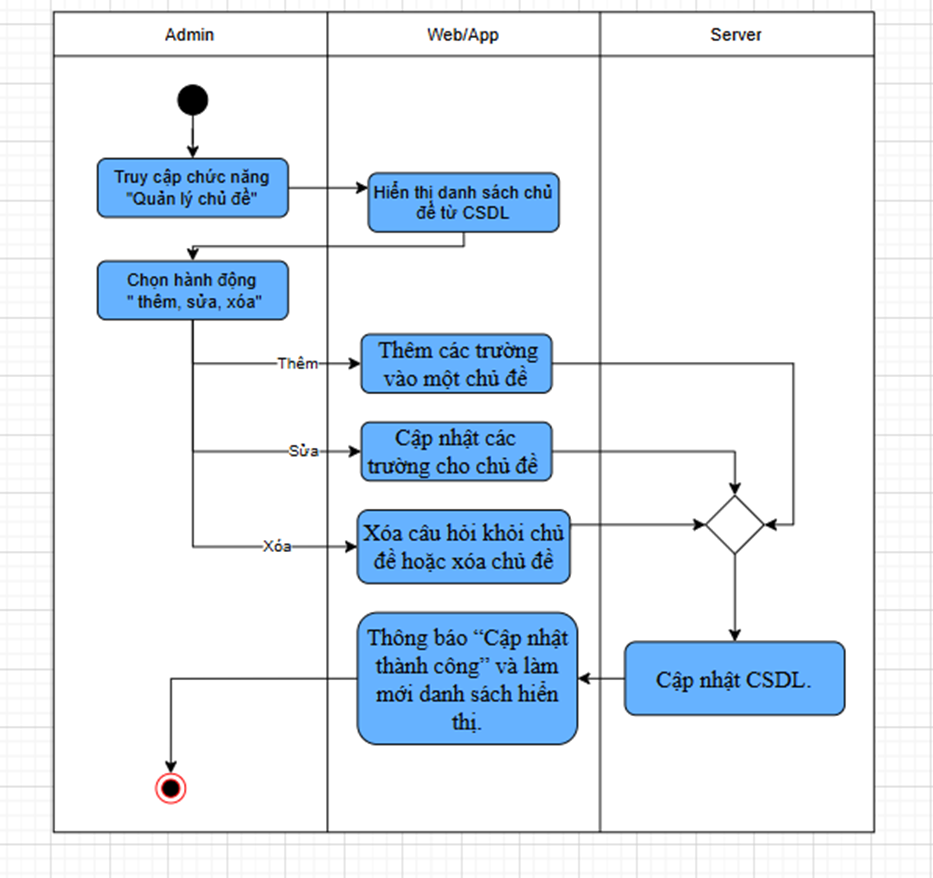 Admin
Web/App
Server
Truy cập chức năng
"Quản lý chủ đề"
Hiển thị danh sách chủ
đề từ CSDL
Chọn hành động
" thêm, sửa, xóa"
Thêm
Thêm các trường
vào một chủ đề
Sửa
Cập nhật các
trường cho chủ đề
Xóa
Xóa câu hỏi khỏi chủ
đề hoặc xóa chủ đề
Thông báo “Cập nhật
thành công” và làm
mới danh sách hiển
thị.
Cập nhật CSDL.